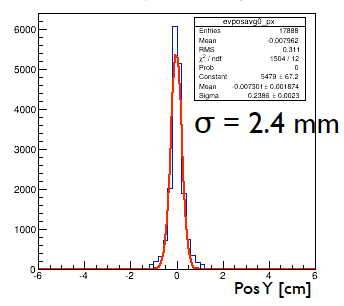 evposavg0_px
Entries 17888
Mean -0.007962
RMS 0.311
χ² / ndf 1504 / 12
Prob 0
Constant 5479 ± 67.2
Mean -0.007301 ± 0.001874
Sigma 0.2386 ± 0.0023
σ = 2.4 mm
6000
5000
4000
3000
2000
1000
0
-6 -4 -2 0 2 4 6
Pos Y [cm]